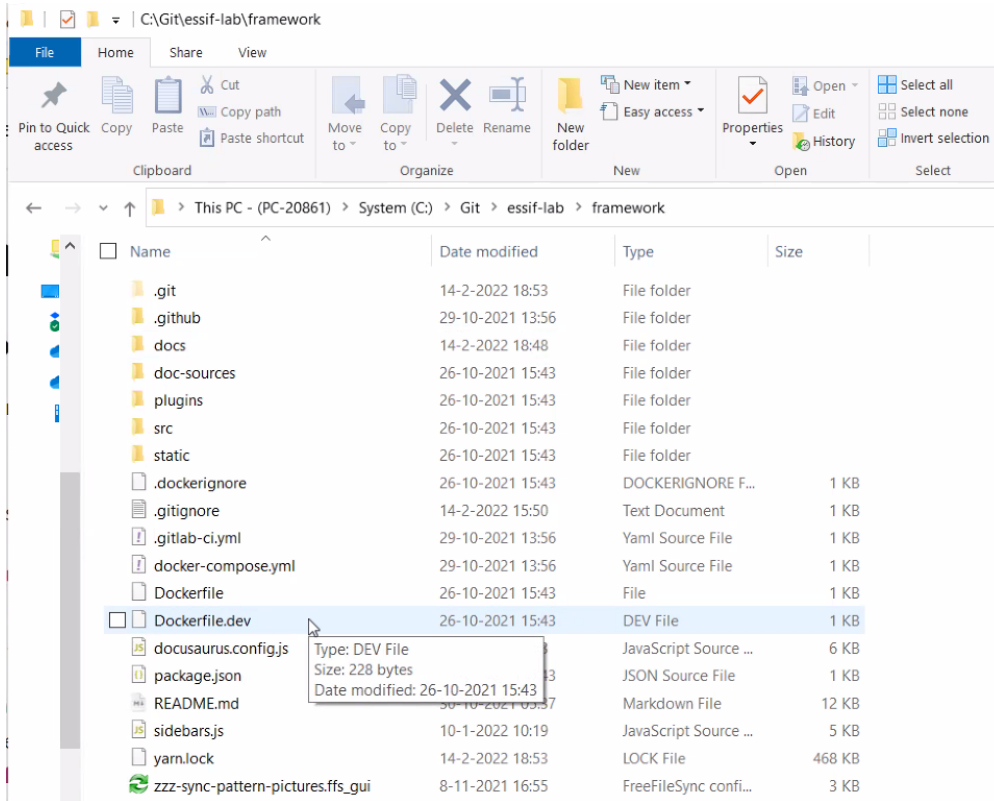 C:\Git\essif-lab\framework
File Home Share View
Pin to Quick access
Copy
Paste
Cut
Copy path
Paste shortcut
Clipboard
Move to
Copy to
Delete
Rename
Organize
New folder
New item
Easy access
New
Properties
Open
Edit
History
Open
Select all
Select none
Invert selection
Select
This PC - (PC-20861) > System (C:) > Git > essif-lab > framework
Name Date modified Type Size
.git 14-2-2022 18:53 File folder
.github 29-10-2021 13:56 File folder
docs 14-2-2022 18:48 File folder
doc-sources 26-10-2021 15:43 File folder
plugins 26-10-2021 15:43 File folder
src 26-10-2021 15:43 File folder
static 26-10-2021 15:43 File folder
.dockerignore 26-10-2021 15:43 DOCKERIGNORE F... 1 KB
.gitignore 14-2-2022 15:50 Text Document 1 KB
.gitlab-ci.yml 29-10-2021 13:56 Yaml Source File 1 KB
docker-compose.yml 29-10-2021 13:56 Yaml Source File 1 KB
Dockerfile 26-10-2021 15:43 File 1 KB
Dockerfile.dev 26-10-2021 15:43 DEV File 1 KB
docusaurus.config.js JavaScript Source ... 6 KB
package.json JSON Source File 1 KB
README.md 30-10-2021 05:37 Markdown File 12 KB
sidebars.js 10-1-2022 10:19 JavaScript Source ... 5 KB
yarn.lock 14-2-2022 18:53 LOCK File 468 KB
zzz-sync-pattern-pictures.ffs_gui 8-11-2021 16:55 FreeFileSync confi... 3 KB
Type: DEV File
Size: 228 bytes
Date modified: 26-10-2021 15:43